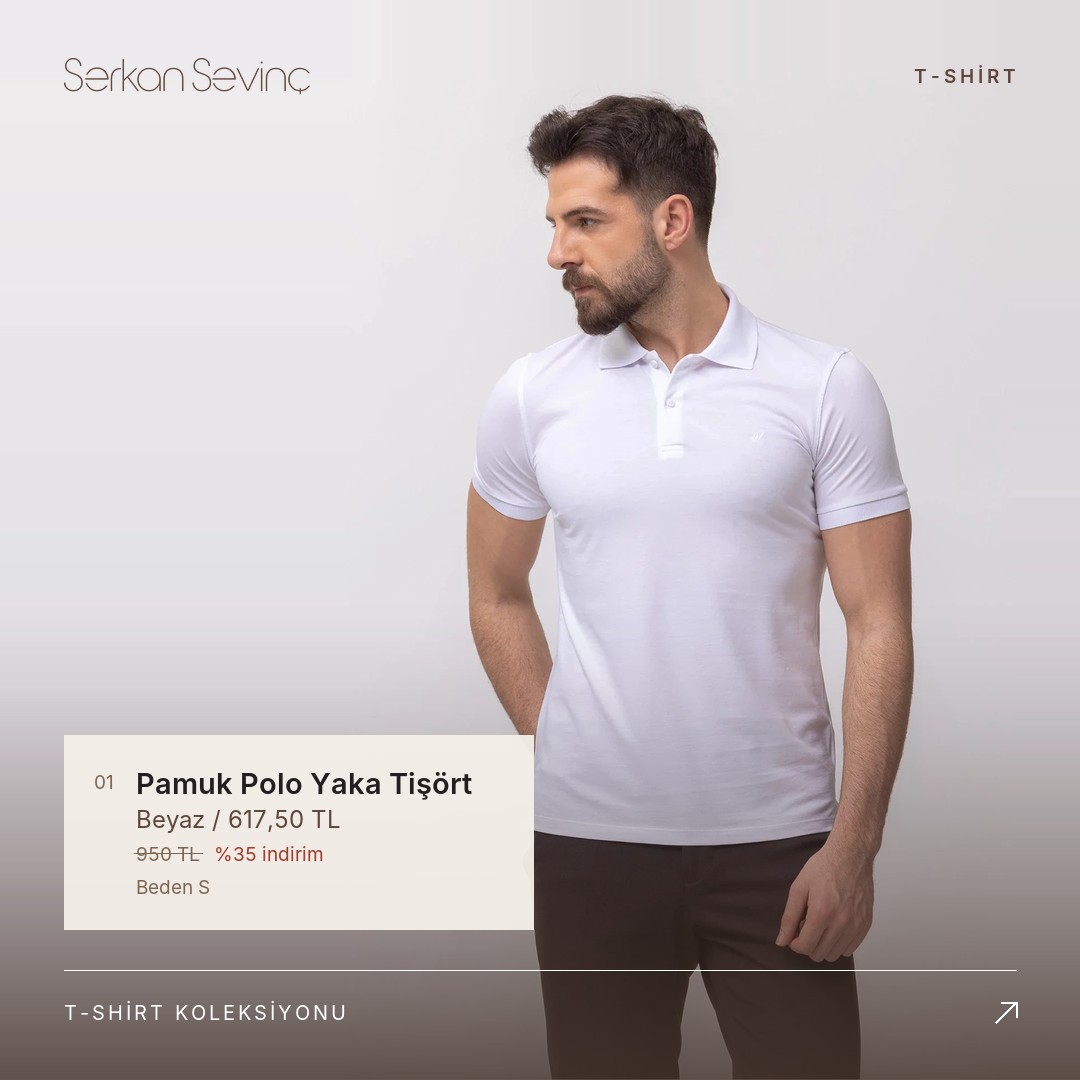 Serkan Sevinç
T-SHİRT
01
Pamuk Polo Yaka Tişört
Beyaz / 617,50 TL
950 TL %35 indirim
Beden S
T-SHİRT KOLEKSİYONU